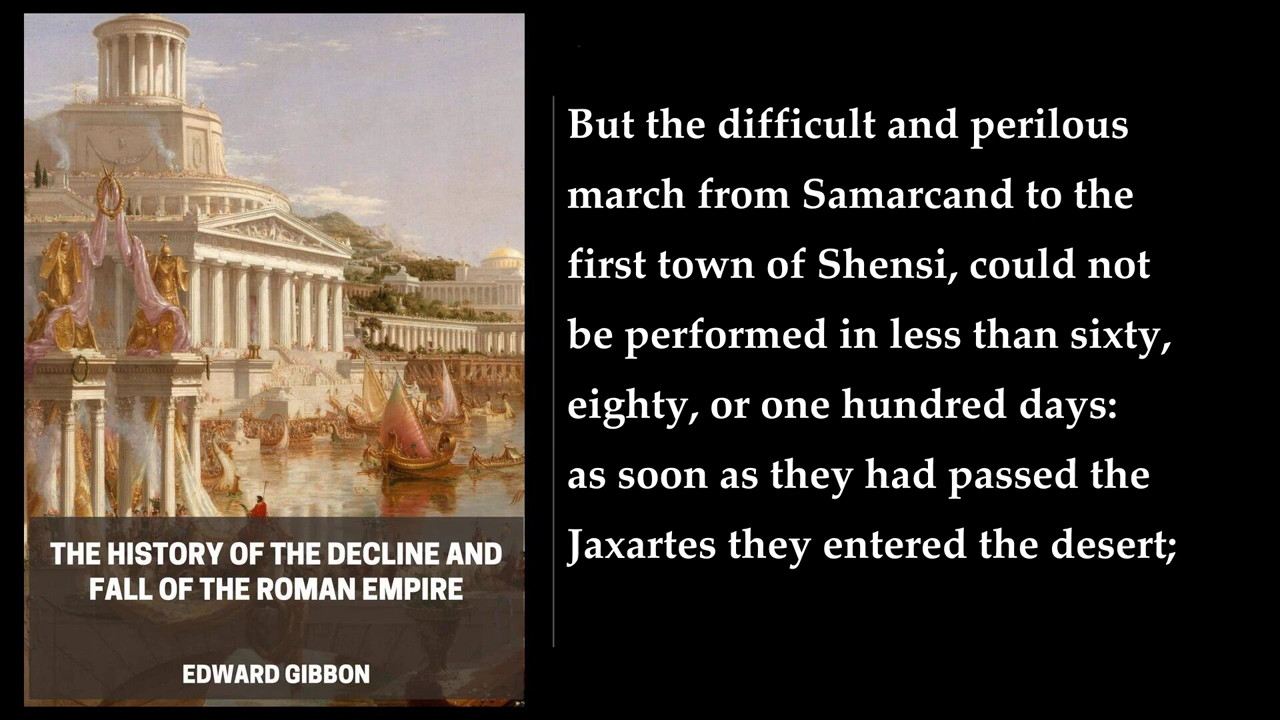 But the difficult and perilous
march from Samarcand to the
first town of Shensi, could not
be performed in less than sixty,
eighty, or one hundred days:
as soon as they had passed the
Jaxartes they entered the desert;
THE HISTORY OF THE DECLINE AND
FALL OF THE ROMAN EMPIRE
EDWARD GIBBON